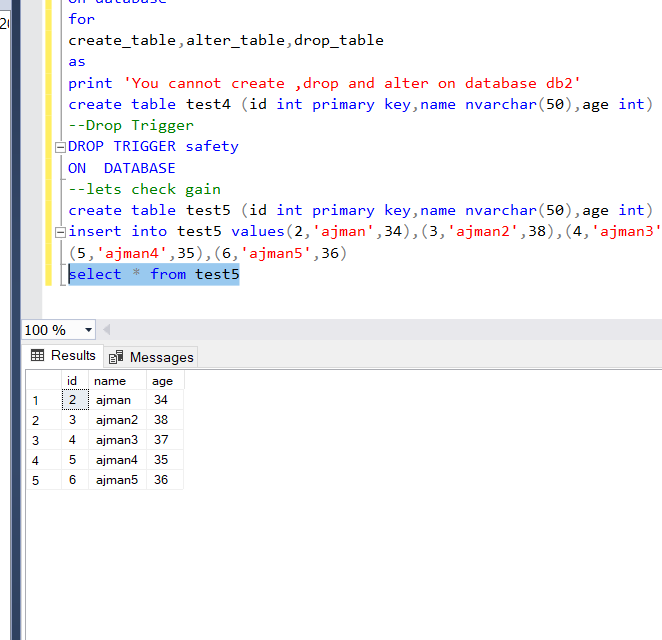 on database
for
create_table,alter_table,drop_table
as
print 'You cannot create ,drop and alter on database db2'
create table test4 (id int primary key,name nvarchar(50),age int)
--Drop Trigger
DROP TRIGGER safety
ON DATABASE
--lets check gain
create table test5 (id int primary key,name nvarchar(50),age int)
insert into test5 values(2,'ajman',34),(3,'ajman2',38),(4,'ajman3'
(5,'ajman4',35),(6,'ajman5',36)
select * from test5
100 %
Results Messages
id name age
1 2 ajman 34
2 3 ajman2 38
3 4 ajman3 37
4 5 ajman4 35
5 6 ajman5 36